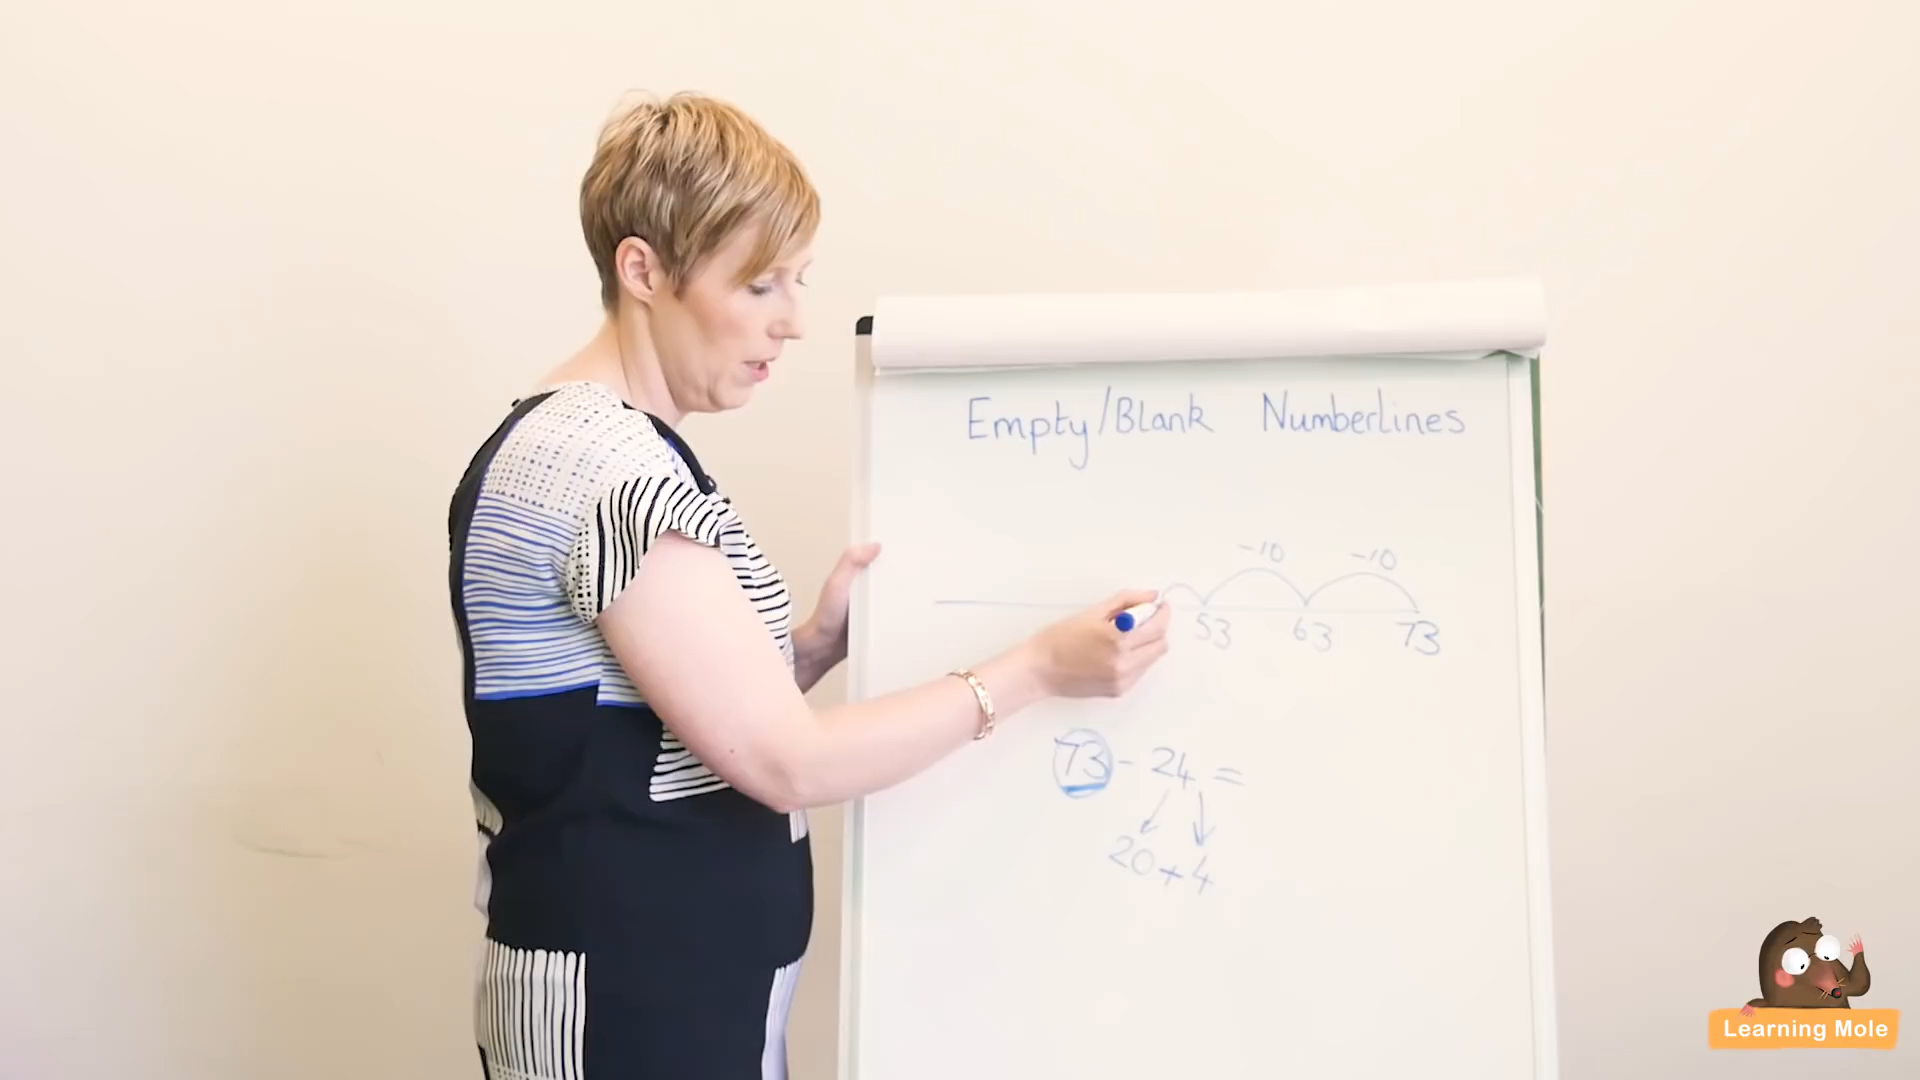 Empty/Blank Numberlines
-10 -10
53 63 73
73 - 24 =
20 + 4
Learning Mole